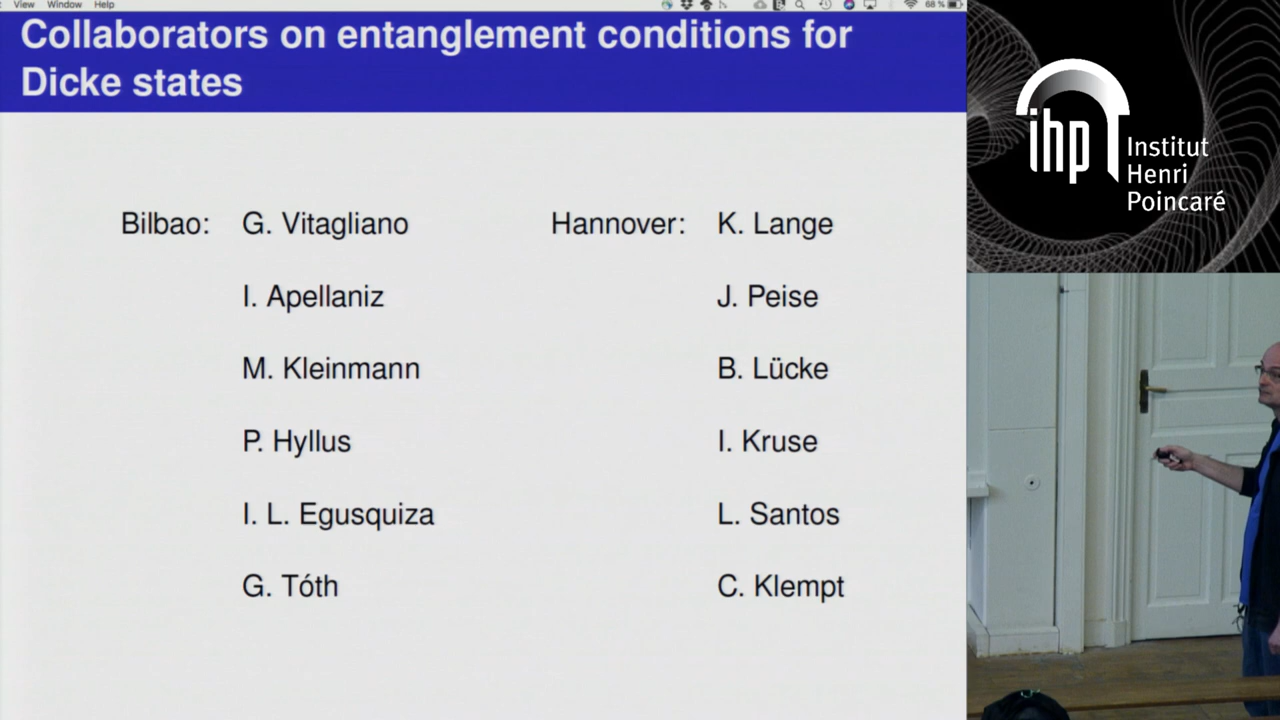 View Window Help 68 %
Collaborators on entanglement conditions for
Dicke states
Bilbao: G. Vitagliano Hannover: K. Lange
I. Apellaniz J. Peise
M. Kleinmann B. Lücke
P. Hyllus I. Kruse
I. L. Egusquiza L. Santos
G. Tóth C. Klempt
ihp Institut
Henri
Poincaré